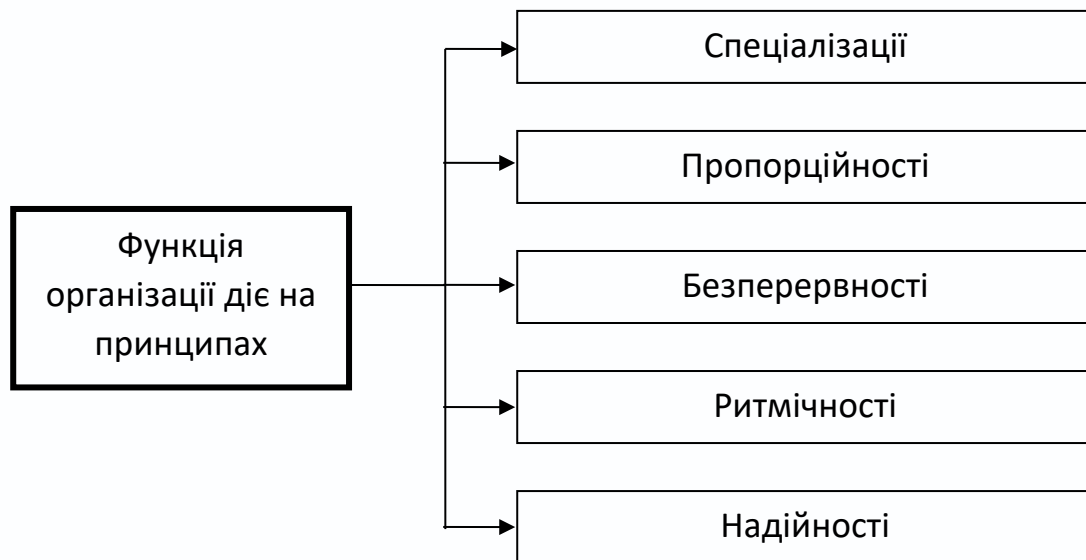 Функція
організації діє на
принципах
Спеціалізації
Пропорційності
Безперервності
Ритмічності
Надійності